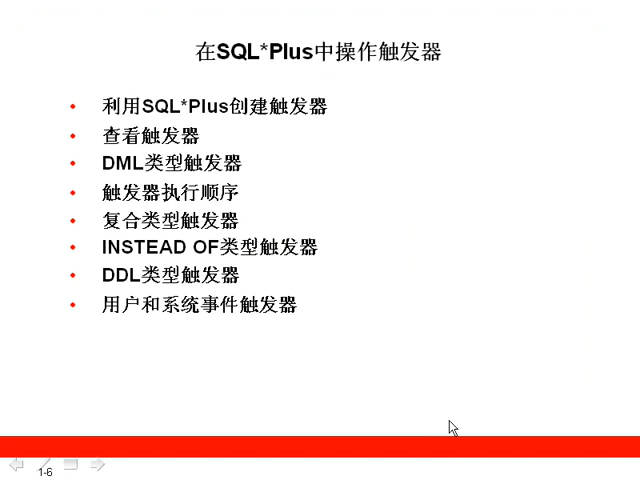 在SQL*Plus中操作触发器
• 利用SQL*Plus创建触发器
• 查看触发器
• DML类型触发器
• 触发器执行顺序
• 复合类型触发器
• INSTEAD OF类型触发器
• DDL类型触发器
• 用户和系统事件触发器
1-6